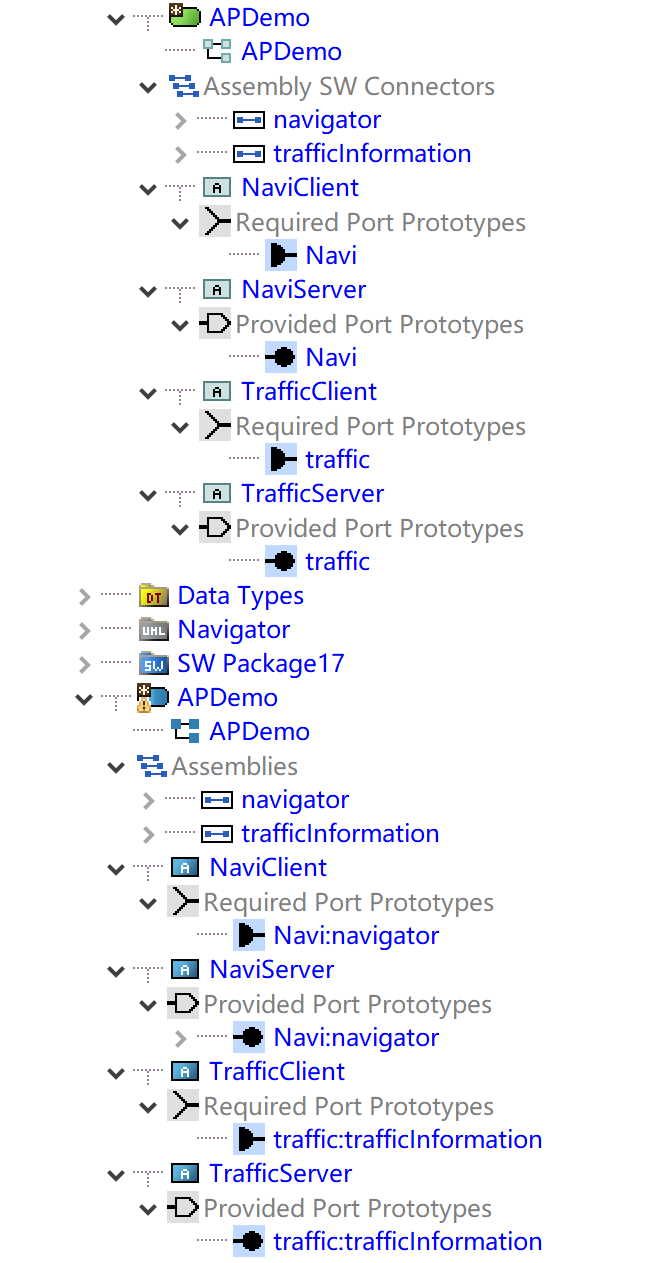 APDemo
APDemo
Assembly SW Connectors
navigator
trafficInformation
A NaviClient
Required Port Prototypes
Navi
A NaviServer
Provided Port Prototypes
Navi
A TrafficClient
Required Port Prototypes
traffic
A TrafficServer
Provided Port Prototypes
traffic
DT Data Types
UML Navigator
SW SW Package17
APDemo
APDemo
Assemblies
navigator
trafficInformation
A NaviClient
Required Port Prototypes
Navi:navigator
A NaviServer
Provided Port Prototypes
Navi:navigator
A TrafficClient
Required Port Prototypes
traffic:trafficInformation
A TrafficServer
Provided Port Prototypes
traffic:trafficInformation